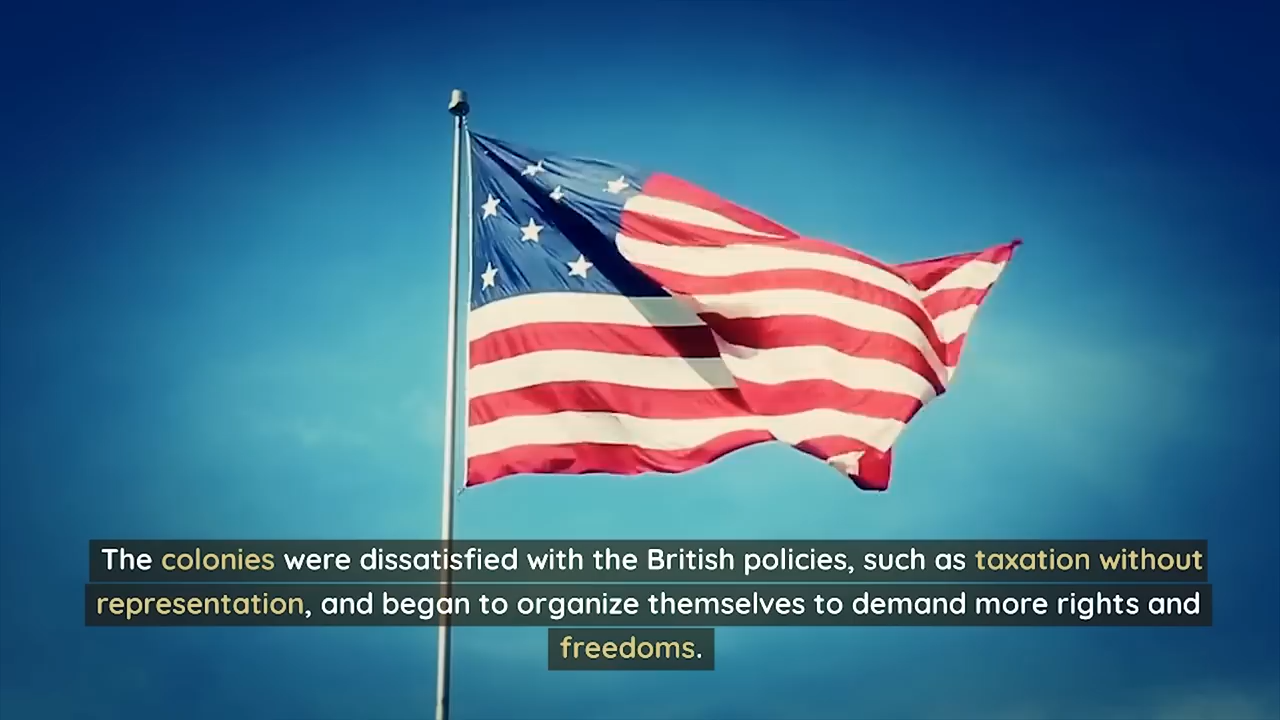 The colonies were dissatisfied with the British policies, such as taxation without
representation, and began to organize themselves to demand more rights and
freedoms.